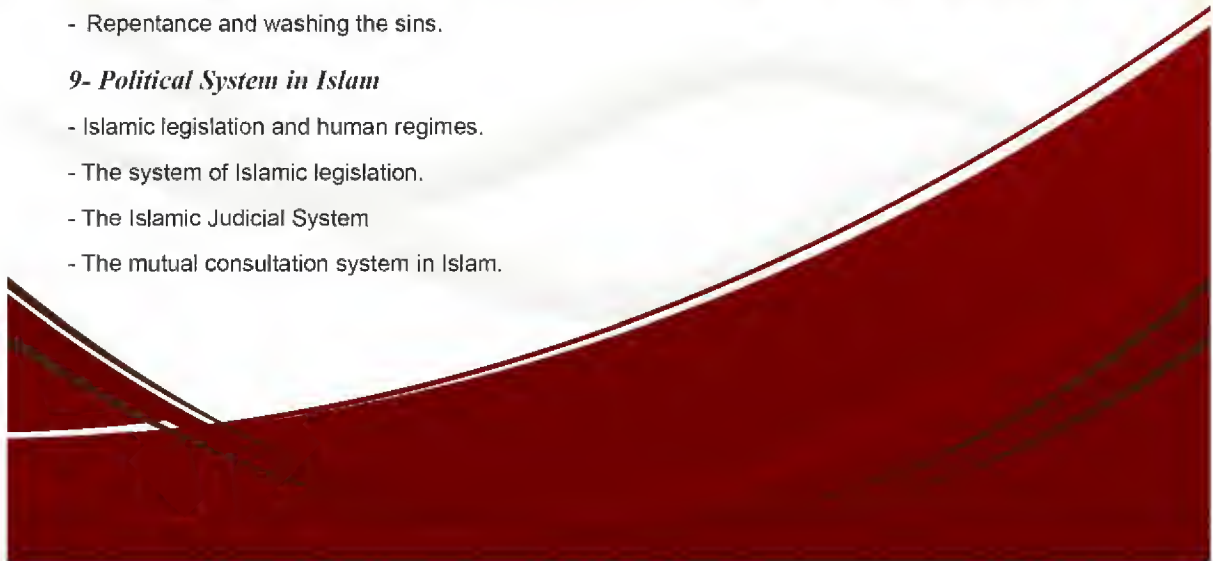 - Repentance and washing the sins.
9- Political System in Islam
- Islamic legislation and human regimes.
- The system of Islamic legislation.
- The Islamic Judicial System
- The mutual consultation system in Islam.